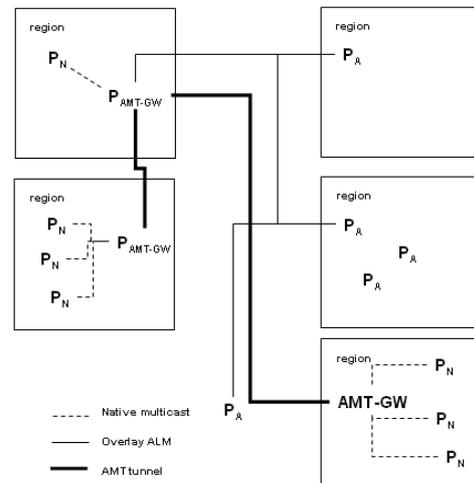 region
P_N
P_AMT-GW
region
P_N
P_N
P_N
P_AMT-GW
region
P_A
region
P_A
P_A
P_A
region
P_N
AMT-GW
P_N
P_N
P_A
Native multicast
Overlay ALM
AMT tunnel